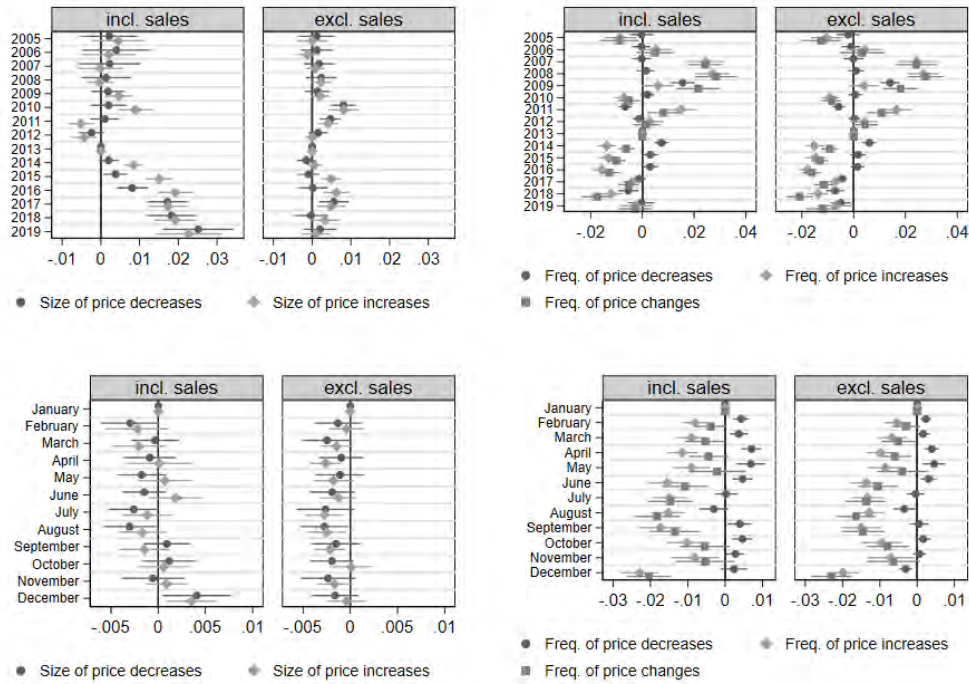 incl. sales excl. sales
2005
2006
2007
2008
2009
2010
2011
2012
2013
2014
2015
2016
2017
2018
2019
-.01 0 .01 .02 .03 -.01 0 .01 .02 .03
Size of price decreases Size of price increases
incl. sales excl. sales
2005
2006
2007
2008
2009
2010
2011
2012
2013
2014
2015
2016
2017
2018
2019
-.02 0 .02 .04 -.02 0 .02 .04
Freq. of price decreases Freq. of price increases
Freq. of price changes
incl. sales excl. sales
January
February
March
April
May
June
July
August
September
October
November
December
-.005 0 .005 .01 -.005 0 .005 .01
Size of price decreases Size of price increases
incl. sales excl. sales
January
February
March
April
May
June
July
August
September
October
November
December
-.03 -.02 -.01 0 .01 -.03 -.02 -.01 0 .01
Freq. of price decreases Freq. of price increases
Freq. of price changes